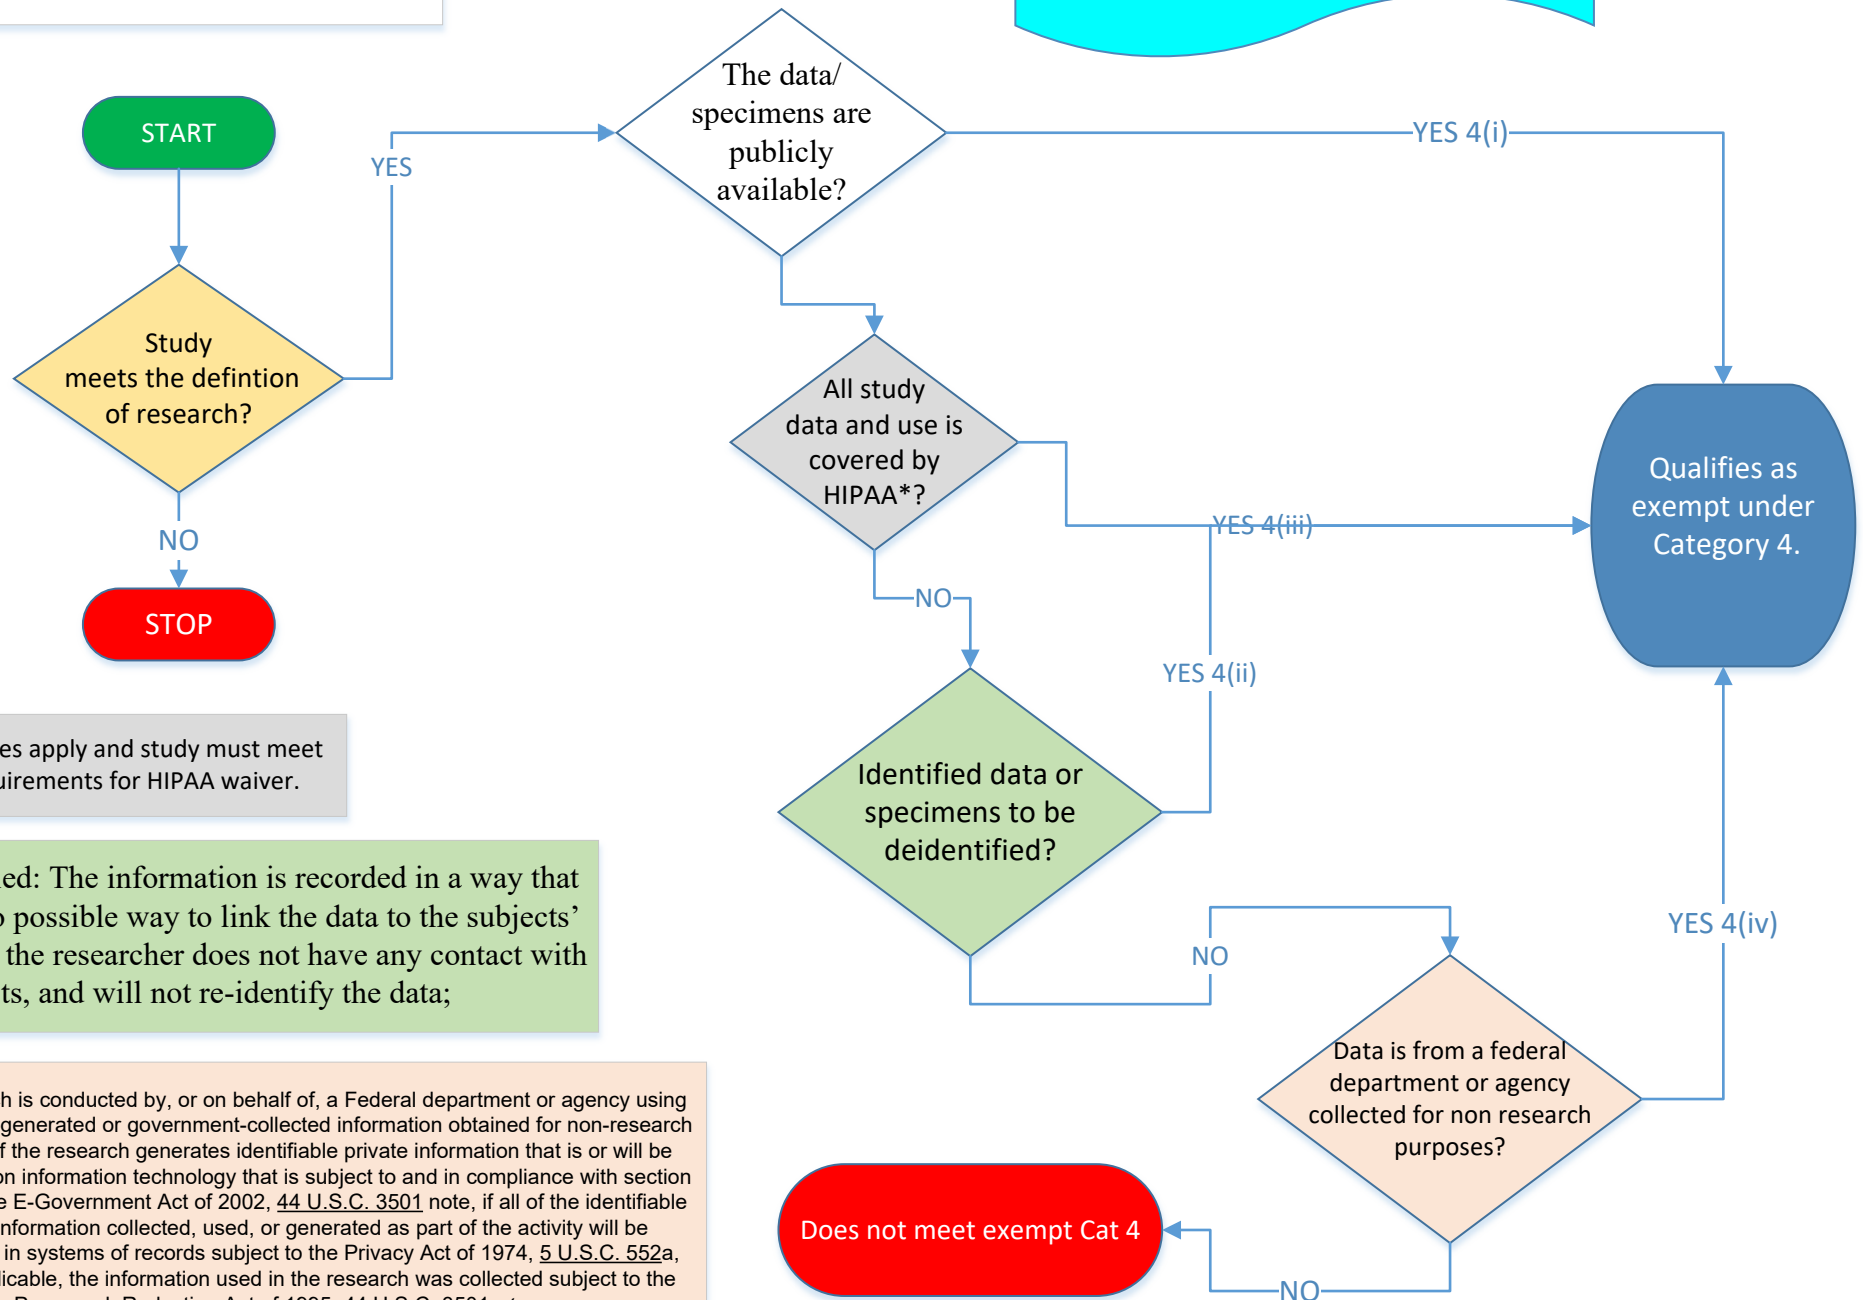 START
YES
The data/
specimens are
publicly
available?
YES 4(i)
Study
meets the defintion
of research?
All study
data and use is
covered by
HIPAA*?
YES 4(iii)
Qualifies as
exempt under
Category 4.
NO
STOP
NO
YES 4(ii)
es apply and study must meet
uirements for HIPAA waiver.
Identified data or
specimens to be
deidentified?
ed: The information is recorded in a way that
possible way to link the data to the subjects’
the researcher does not have any contact with
ts, and will not re-identify the data;
NO
YES 4(iv)
Data is from a federal
department or agency
collected for non research
purposes?
h is conducted by, or on behalf of, a Federal department or agency using
generated or government-collected information obtained for non-research
f the research generates identifiable private information that is or will be
on information technology that is subject to and in compliance with section
e E-Government Act of 2002, 44 U.S.C. 3501 note, if all of the identifiable
information collected, used, or generated as part of the activity will be
in systems of records subject to the Privacy Act of 1974, 5 U.S.C. 552a,
licable, the information used in the research was collected subject to the
Does not meet exempt Cat 4
NO